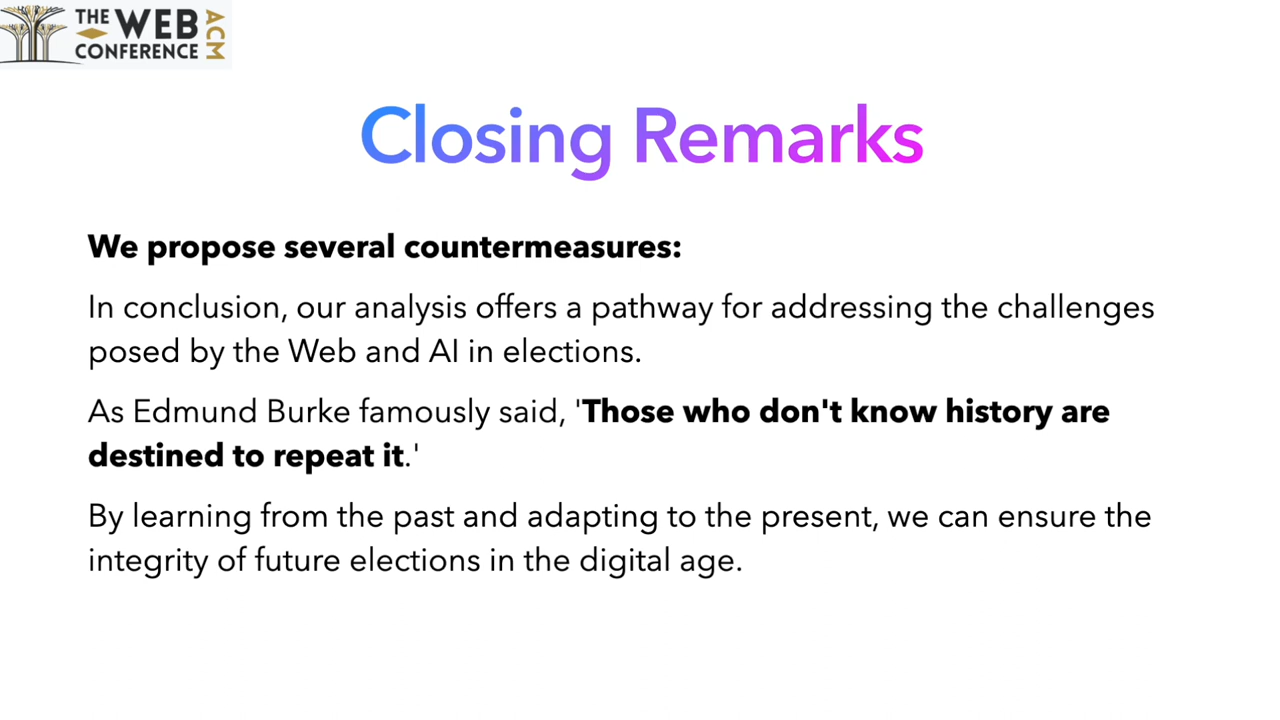 THE WEB
CONFERENCE
ACM
Closing Remarks
We propose several countermeasures:
In conclusion, our analysis offers a pathway for addressing the challenges
posed by the Web and AI in elections.
As Edmund Burke famously said, 'Those who don't know history are
destined to repeat it.'
By learning from the past and adapting to the present, we can ensure the
integrity of future elections in the digital age.